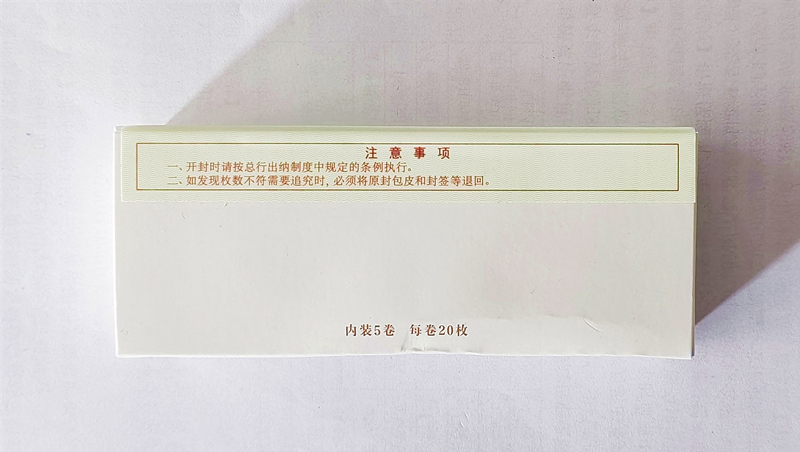 注意事项
一、开封时请按总行出纳制度中规定的条例执行。
二、如发现枚数不符需要追究时，必须将原封包皮和封签等退回。
内装5卷 每卷20枚